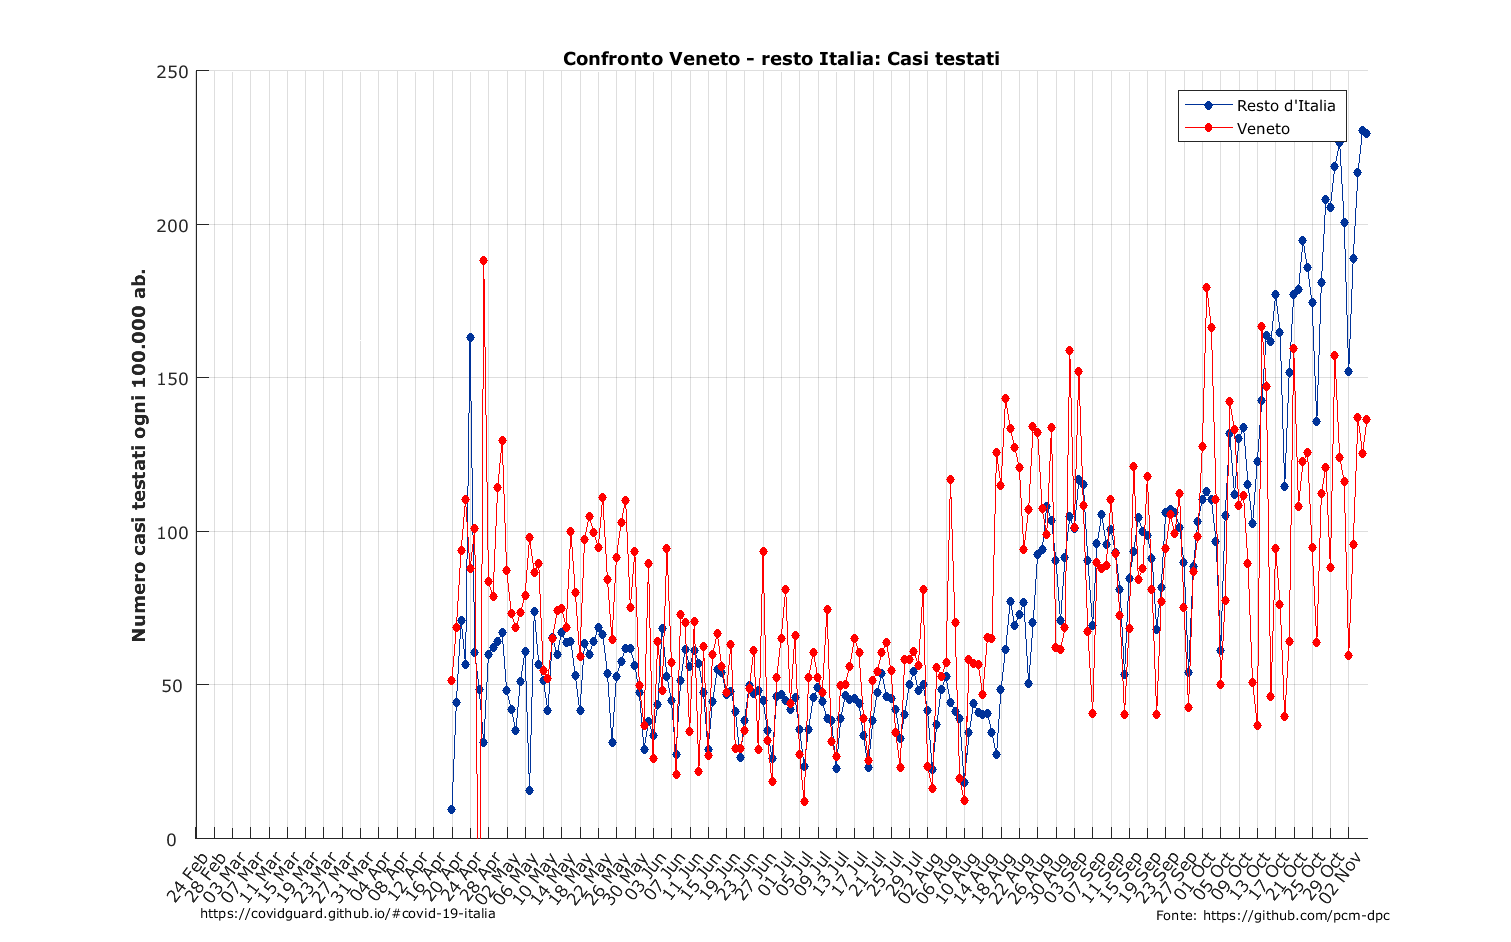 Confronto Veneto - resto Italia: Casi testati
Resto d'Italia
Veneto
Numero casi testati ogni 100.000 ab.
250
200
150
100
50
0
24 Feb
28 Feb
03 Mar
07 Mar
11 Mar
15 Mar
19 Mar
23 Mar
27 Mar
31 Mar
04 Apr
08 Apr
12 Apr
16 Apr
20 Apr
24 Apr
28 Apr
02 May
06 May
10 May
14 May
18 May
22 May
26 May
30 May
03 Jun
07 Jun
11 Jun
15 Jun
19 Jun
23 Jun
27 Jun
01 Jul
05 Jul
09 Jul
13 Jul
17 Jul
21 Jul
25 Jul
29 Jul
02 Aug
06 Aug
10 Aug
14 Aug
18 Aug
22 Aug
26 Aug
30 Aug
03 Sep
07 Sep
11 Sep
15 Sep
19 Sep
23 Sep
27 Sep
01 Oct
05 Oct
09 Oct
13 Oct
17 Oct
21 Oct
25 Oct
29 Oct
02 Nov
https://covidguard.github.io/#covid-19-italia
Fonte: https://github.com/pcm-dpc